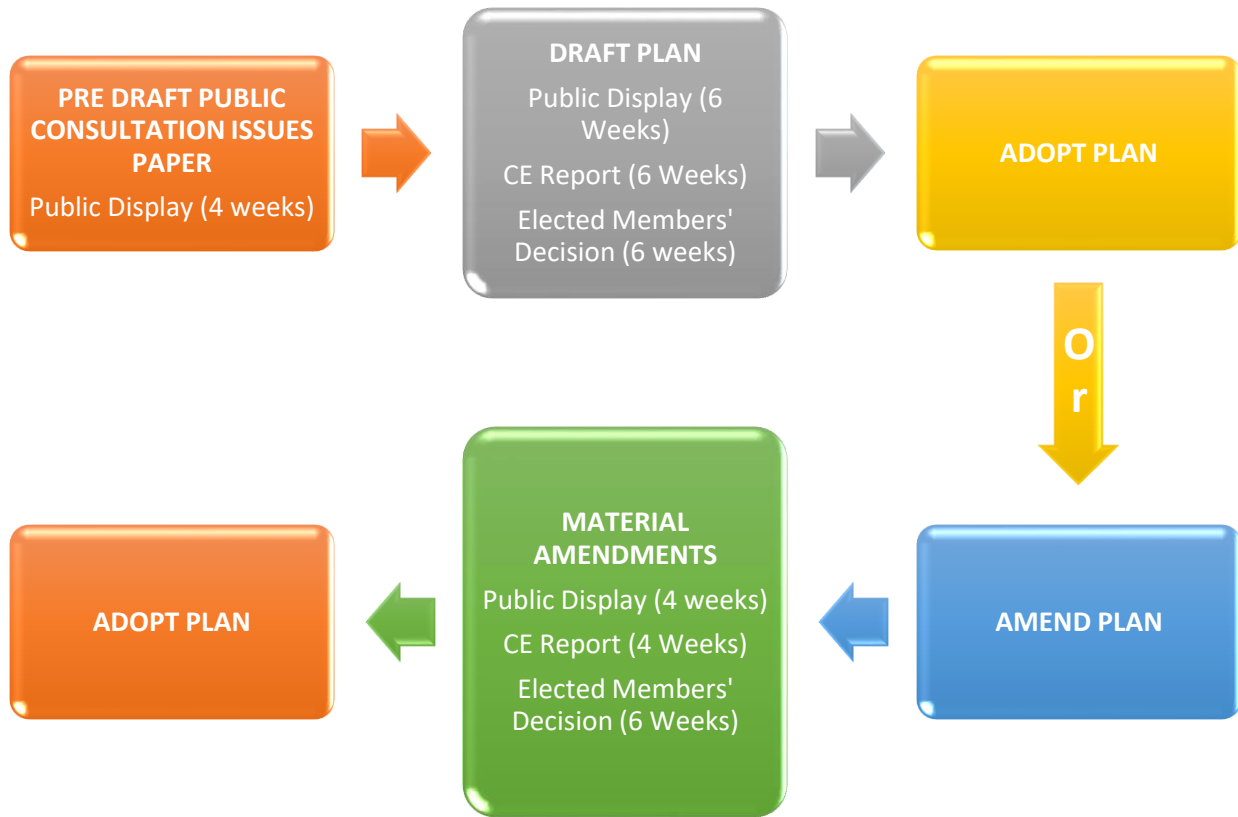 PRE DRAFT PUBLIC
CONSULTATION ISSUES
PAPER
Public Display (4 weeks)
DRAFT PLAN
Public Display (6
Weeks)
CE Report (6 Weeks)
Elected Members'
Decision (6 weeks)
ADOPT PLAN
O
r
AMEND PLAN
MATERIAL
AMENDMENTS
Public Display (4 weeks)
CE Report (4 Weeks)
Elected Members'
Decision (6 Weeks)
ADOPT PLAN